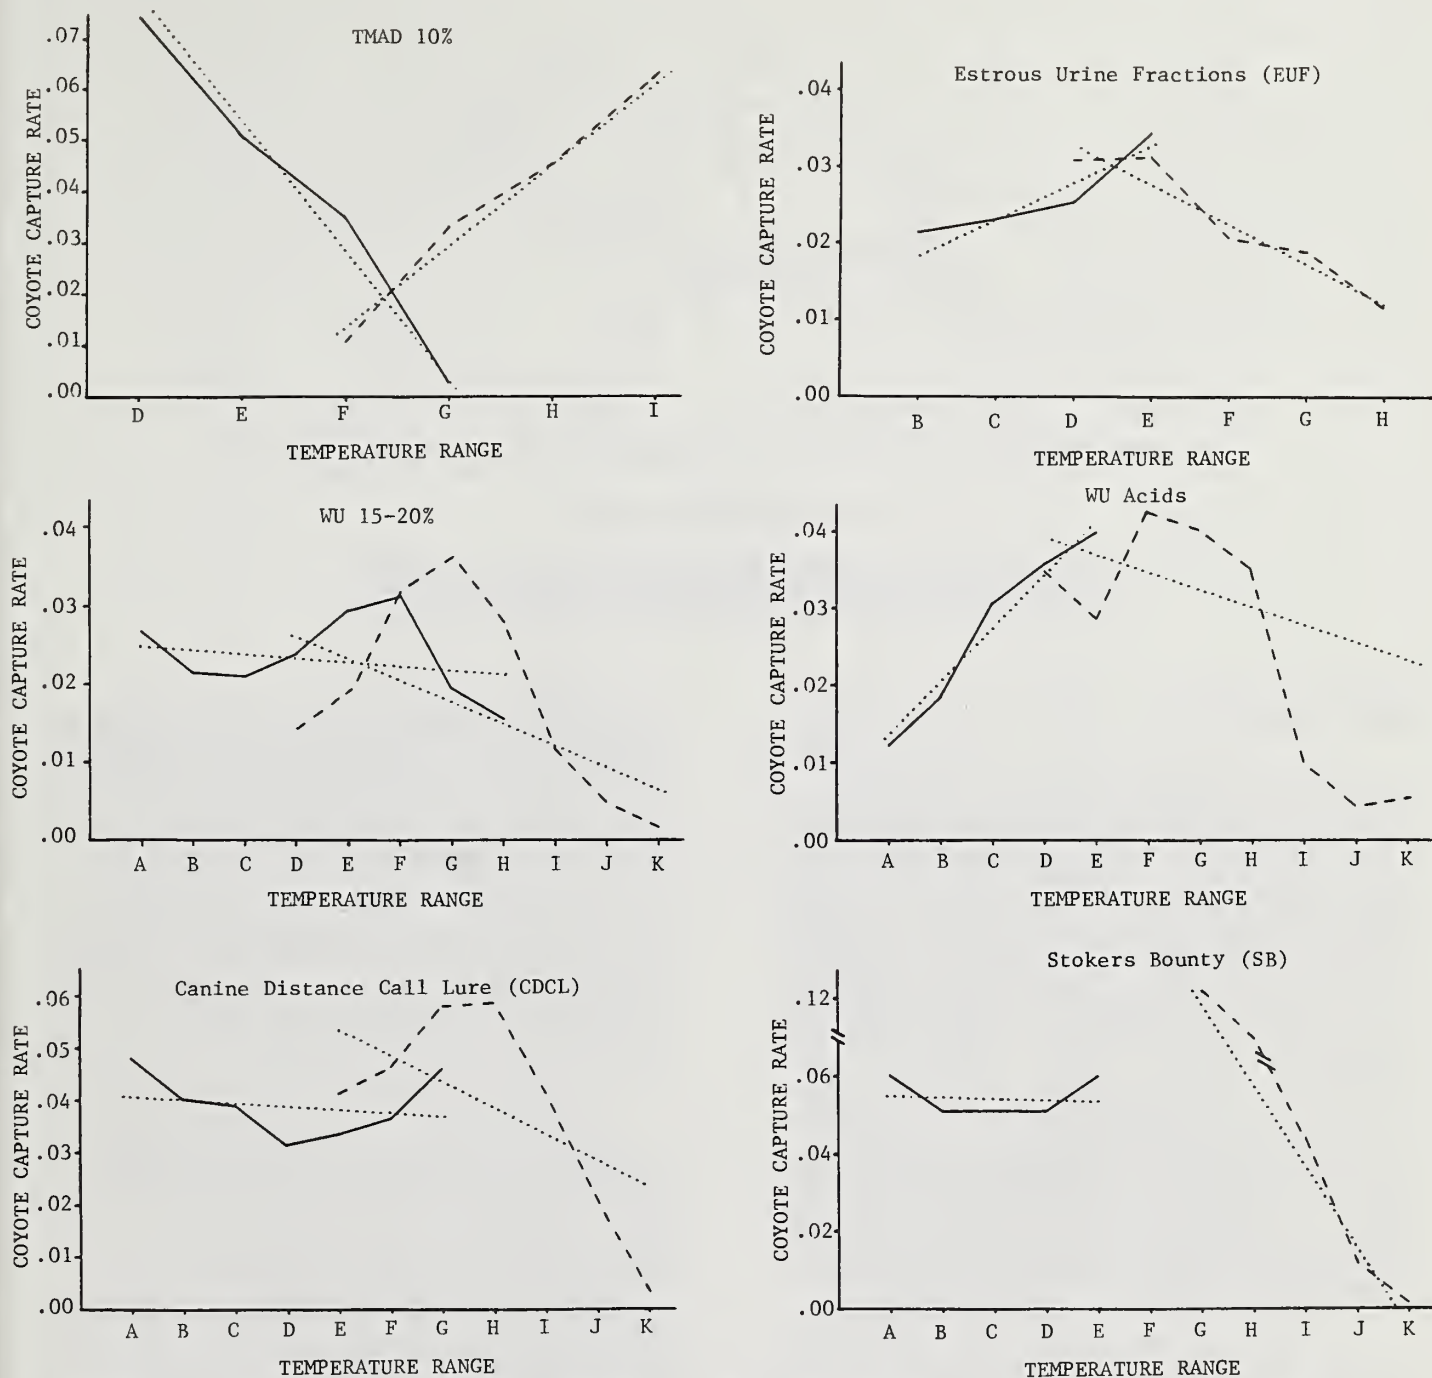 TMAD 10%
COYOTE CAPTURE RATE
.07
.06
.05
.04
.03
.02
.01
.00
D E F G H I
TEMPERATURE RANGE
Estrous Urine Fractions (EUF)
COYOTE CAPTURE RATE
.04
.03
.02
.01
.00
B C D E F G H
TEMPERATURE RANGE
WU 15-20%
COYOTE CAPTURE RATE
.04
.03
.02
.01
.00
A B C D E F G H I J K
TEMPERATURE RANGE
WU Acids
COYOTE CAPTURE RATE
.04
.03
.02
.01
.00
A B C D E F G H I J K
TEMPERATURE RANGE
Canine Distance Call Lure (CDCL)
COYOTE CAPTURE RATE
.06
.05
.04
.03
.02
.01
.00
A B C D E F G H I J K
TEMPERATURE RANGE
Stokers Bounty (SB)
COYOTE CAPTURE RATE
.12
.06
.04
.02
.00
A B C D E F G H I J K
TEMPERATURE RANGE